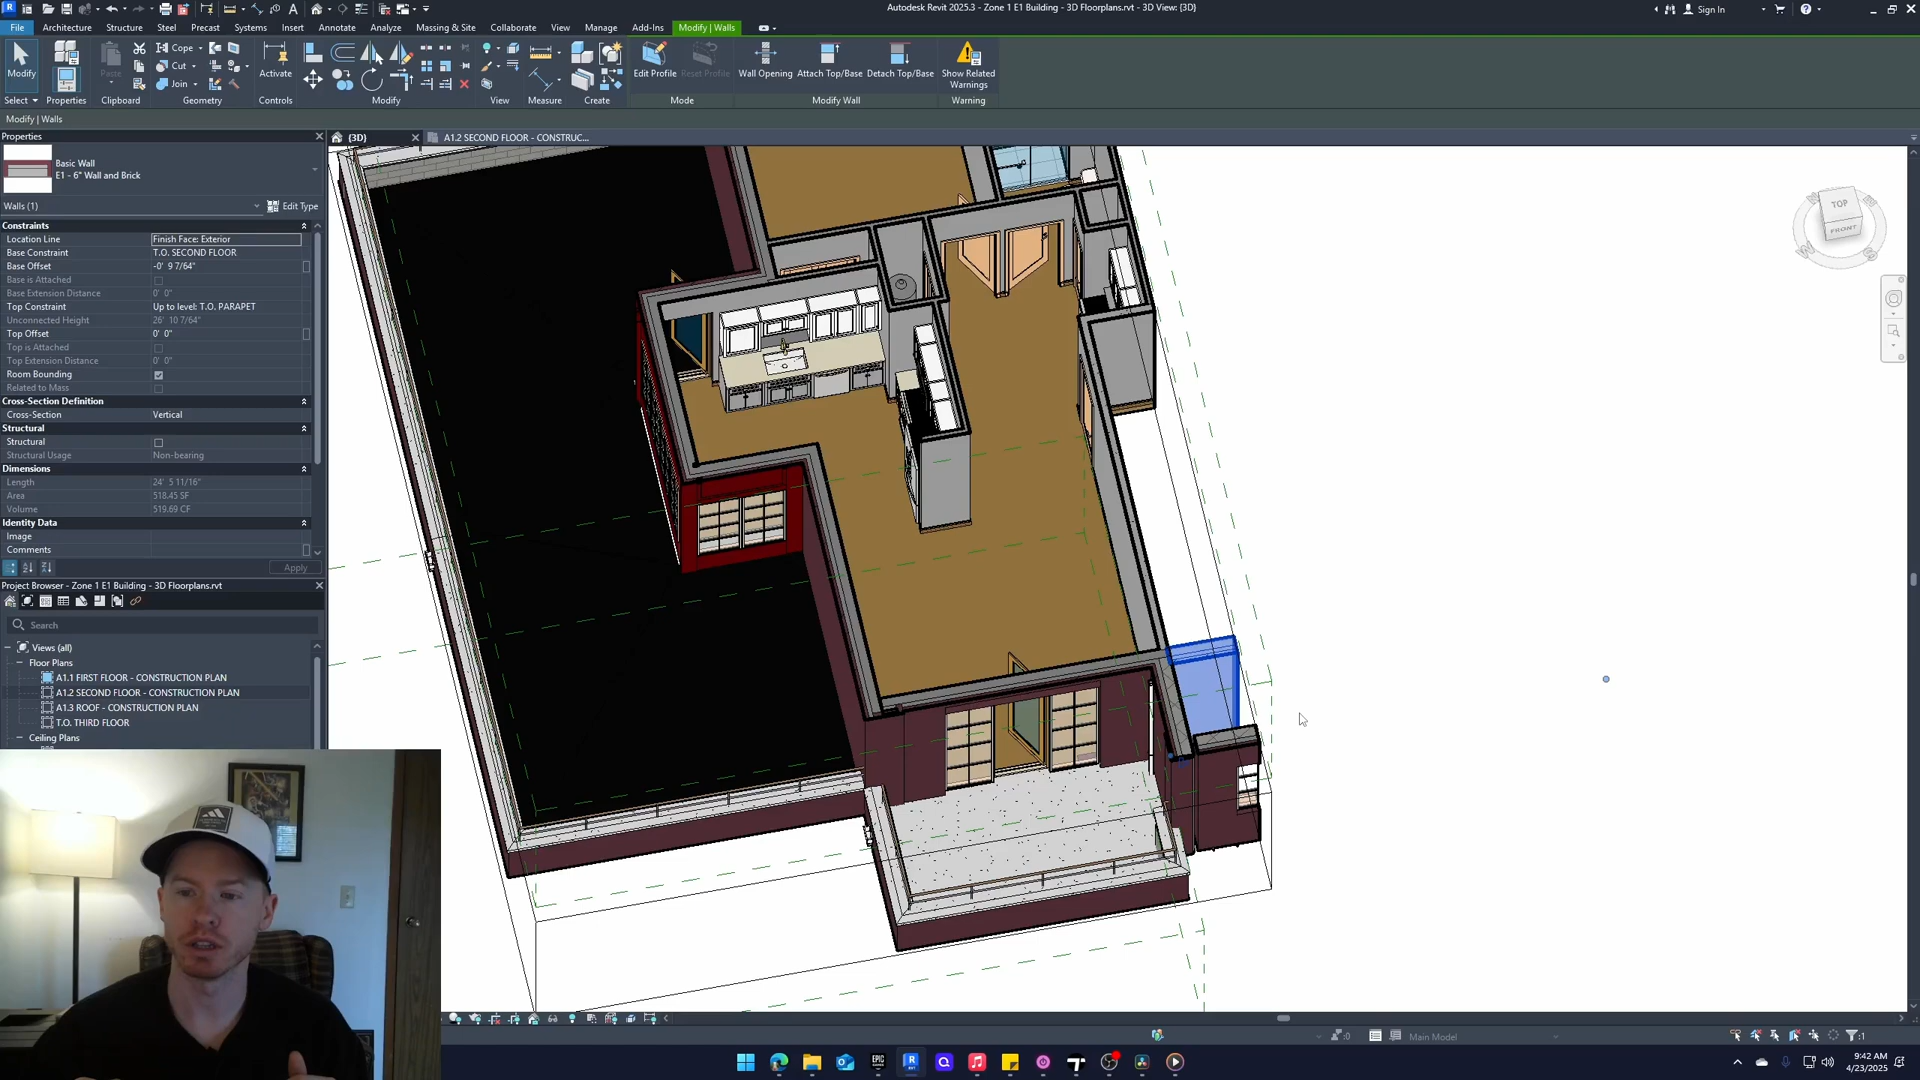 Autodesk Revit 2025.3 - Zone 1 E1 Building - 3D Floorplans.rvt - 3D View: {3D}
Sign In
File Architecture Structure Steel Precast Systems Insert Annotate Analyze Massing & Site Collaborate View Manage Add-Ins Modify | Walls
Modify
Paste
Cope
Cut
Join
Activate
Edit Profile
Reset Profile
Wall Opening
Attach Top/Base
Detach Top/Base
Show Related
Warnings
Select Properties Clipboard Geometry Controls Modify View Measure Create Mode Modify Wall Warning
Modify | Walls
Properties
{3D}
A1.2 SECOND FLOOR - CONSTRUC...
Basic Wall
E1 - 6" Wall and Brick
Walls (1)
Edit Type
Constraints
Location Line Finish Face: Exterior
Base Constraint T.O. SECOND FLOOR
Base Offset -0' 9 7/64"
Base is Attached
Base Extension Distance 0' 0"
Top Constraint Up to level: T.O. PARAPET
Unconnected Height 26' 10 7/64"
Top Offset 0' 0"
Top is Attached
Top Extension Distance 0' 0"
Room Bounding
Related to Mass
Cross-Section Definition
Cross-Section Vertical
Structural
Structural
Structural Usage Non-bearing
Dimensions
Length 24' 5 11/16"
Area 518.45 SF
Volume 519.69 CF
Identity Data
Image
Comments
Apply
Project Browser - Zone 1 E1 Building - 3D Floorplans.rvt
Search
Views (all)
Floor Plans
A1.1 FIRST FLOOR - CONSTRUCTION PLAN
A1.2 SECOND FLOOR - CONSTRUCTION PLAN
A1.3 ROOF - CONSTRUCTION PLAN
T.O. THIRD FLOOR
Ceiling Plans
TOP
FRONT
:0
Main Model
:1
9:42 AM
4/23/2025